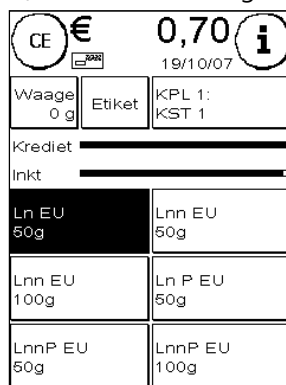 CE € 0,70 i
19/10/07
Waage
0 g
Etiket
KPL 1:
KST 1
Krediet
Inkt
Ln EU
50g
Lnn EU
50g
Lnn EU
100g
Ln P EU
50g
LnnP EU
50g
LnnP EU
100g